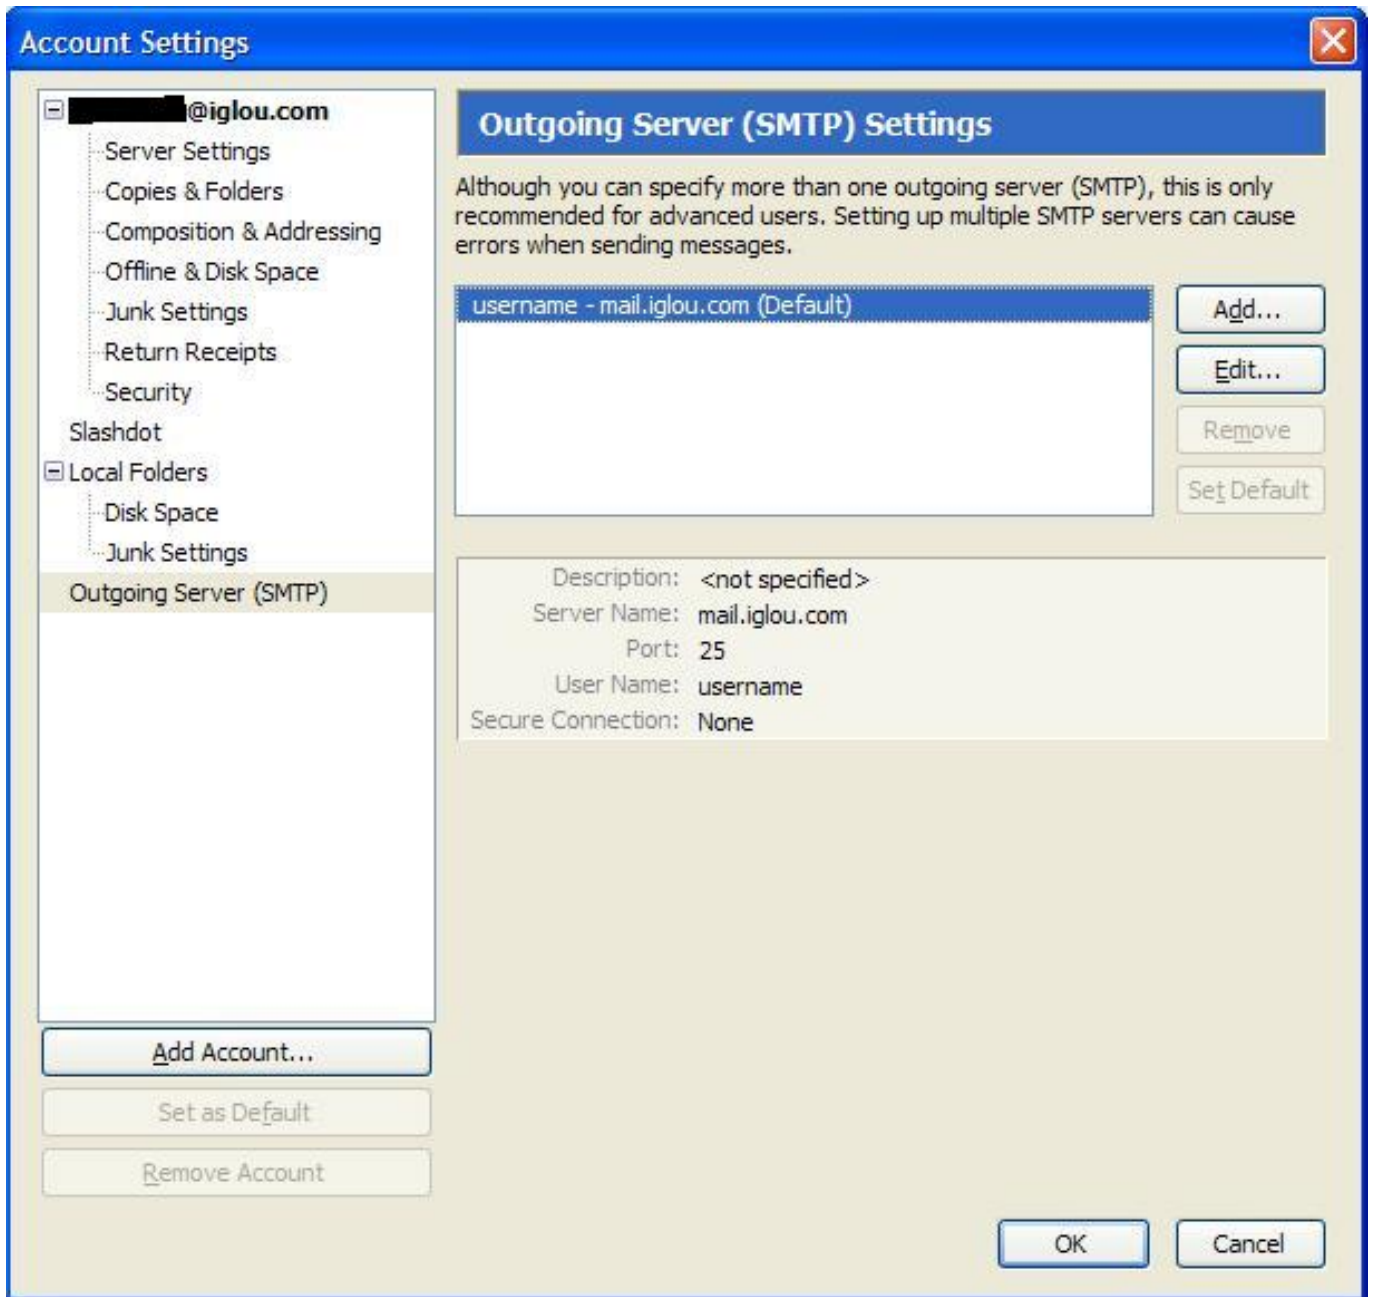 Account Settings
@iglou.com
Server Settings
Copies & Folders
Composition & Addressing
Offline & Disk Space
Junk Settings
Return Receipts
Security
Slashdot
Local Folders
Disk Space
Junk Settings
Outgoing Server (SMTP)
Add Account...
Set as Default
Remove Account
Outgoing Server (SMTP) Settings
Although you can specify more than one outgoing server (SMTP), this is only
recommended for advanced users. Setting up multiple SMTP servers can cause
errors when sending messages.
username - mail.iglou.com (Default)
Add...
Edit...
Remove
Set Default
Description: <not specified>
Server Name: mail.iglou.com
Port: 25
User Name: username
Secure Connection: None
OK
Cancel